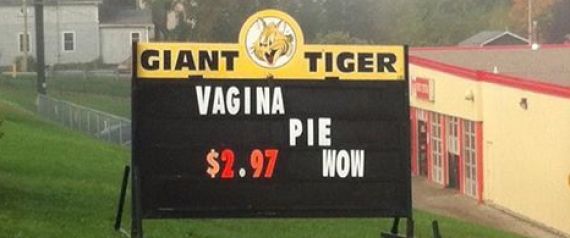 GIANT TIGER
VAGINA
PIE
$2.97 WOW